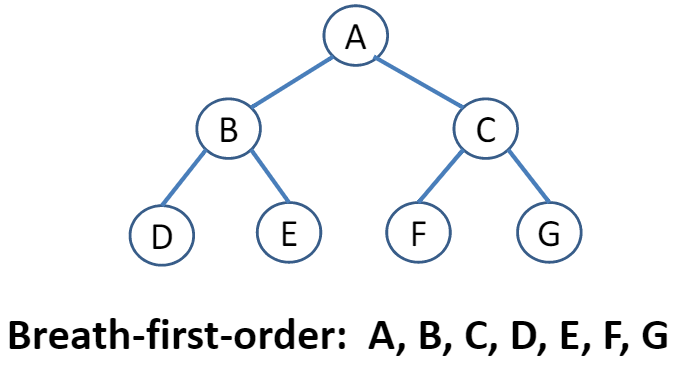 A
B C
D E F G
Breath-first-order: A, B, C, D, E, F, G